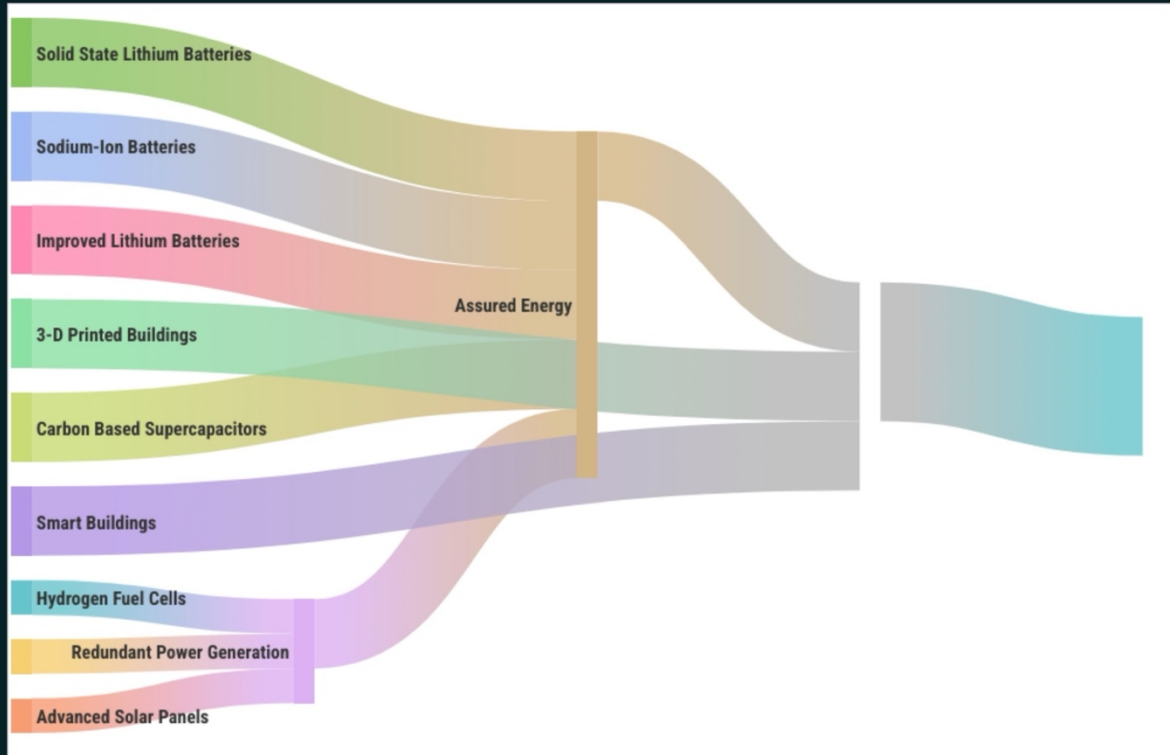 Solid State Lithium Batteries
Sodium-Ion Batteries
Improved Lithium Batteries
Assured Energy
3-D Printed Buildings
Carbon Based Supercapacitors
Smart Buildings
Hydrogen Fuel Cells
Redundant Power Generation
Advanced Solar Panels